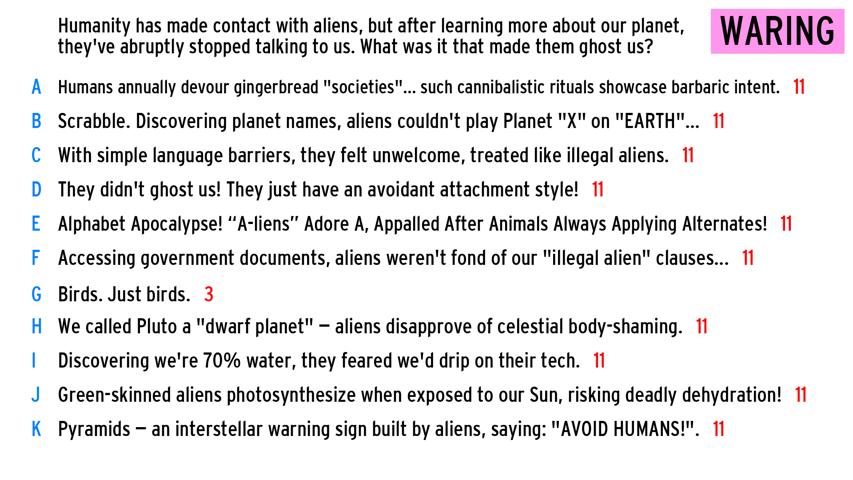 Humanity has made contact with aliens, but after learning more about our planet,
they've abruptly stopped talking to us. What was it that made them ghost us?
WARING
A Humans annually devour gingerbread "societies"... such cannibalistic rituals showcase barbaric intent. 11
B Scrabble. Discovering planet names, aliens couldn't play Planet "X" on "EARTH"... 11
C With simple language barriers, they felt unwelcome, treated like illegal aliens. 11
D They didn't ghost us! They just have an avoidant attachment style! 11
E Alphabet Apocalypse! “A-liens” Adore A, Appalled After Animals Always Applying Alternates! 11
F Accessing government documents, aliens weren't fond of our "illegal alien" clauses... 11
G Birds. Just birds. 3
H We called Pluto a "dwarf planet" – aliens disapprove of celestial body-shaming. 11
I Discovering we're 70% water, they feared we'd drip on their tech. 11
J Green-skinned aliens photosynthesize when exposed to our Sun, risking deadly dehydration! 11
K Pyramids – an interstellar warning sign built by aliens, saying: "AVOID HUMANS!". 11